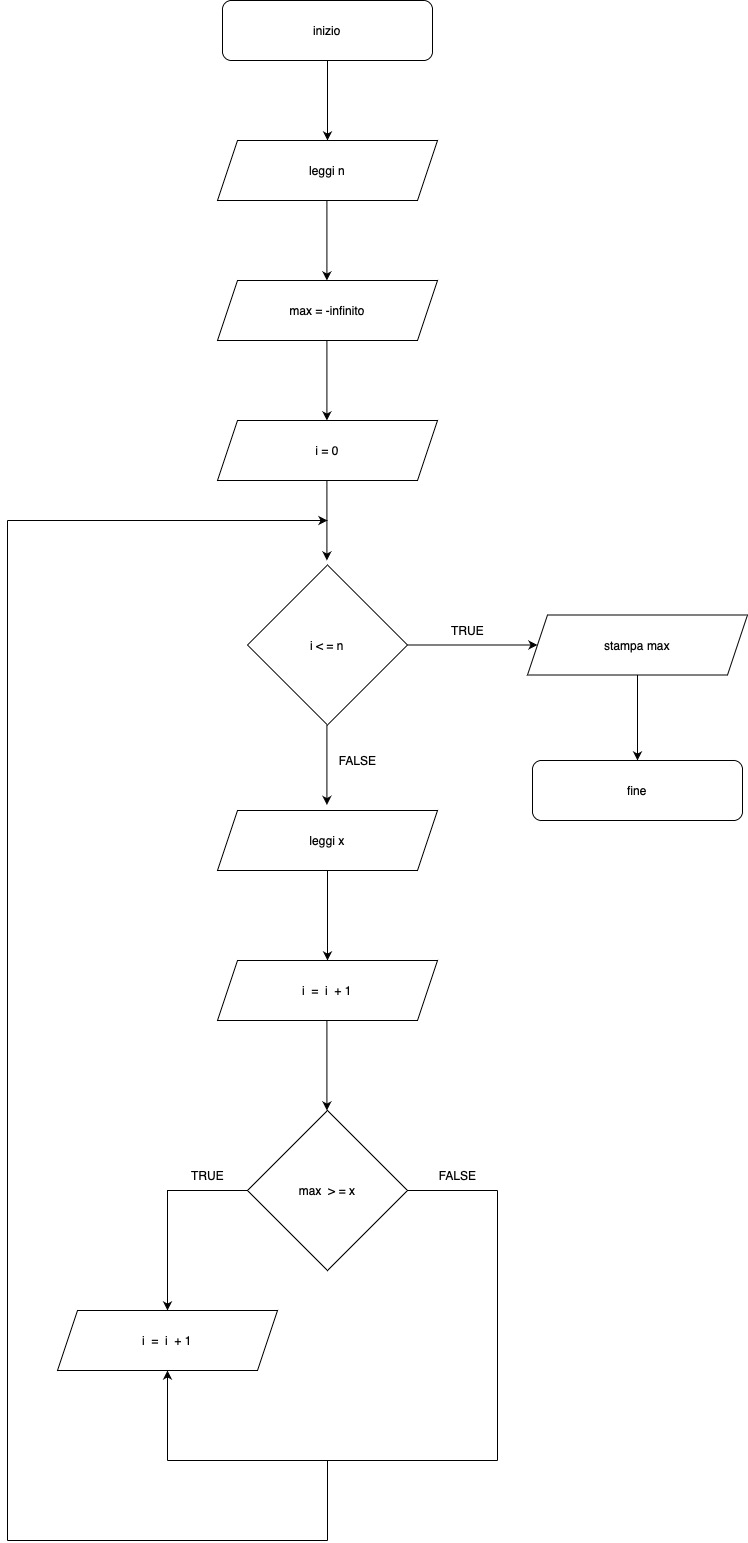 inizio
leggi n
max = -infinito
i = 0
i < = n
TRUE
stampa max
FALSE
fine
leggi x
i = i + 1
TRUE
max > = x
FALSE
i = i + 1